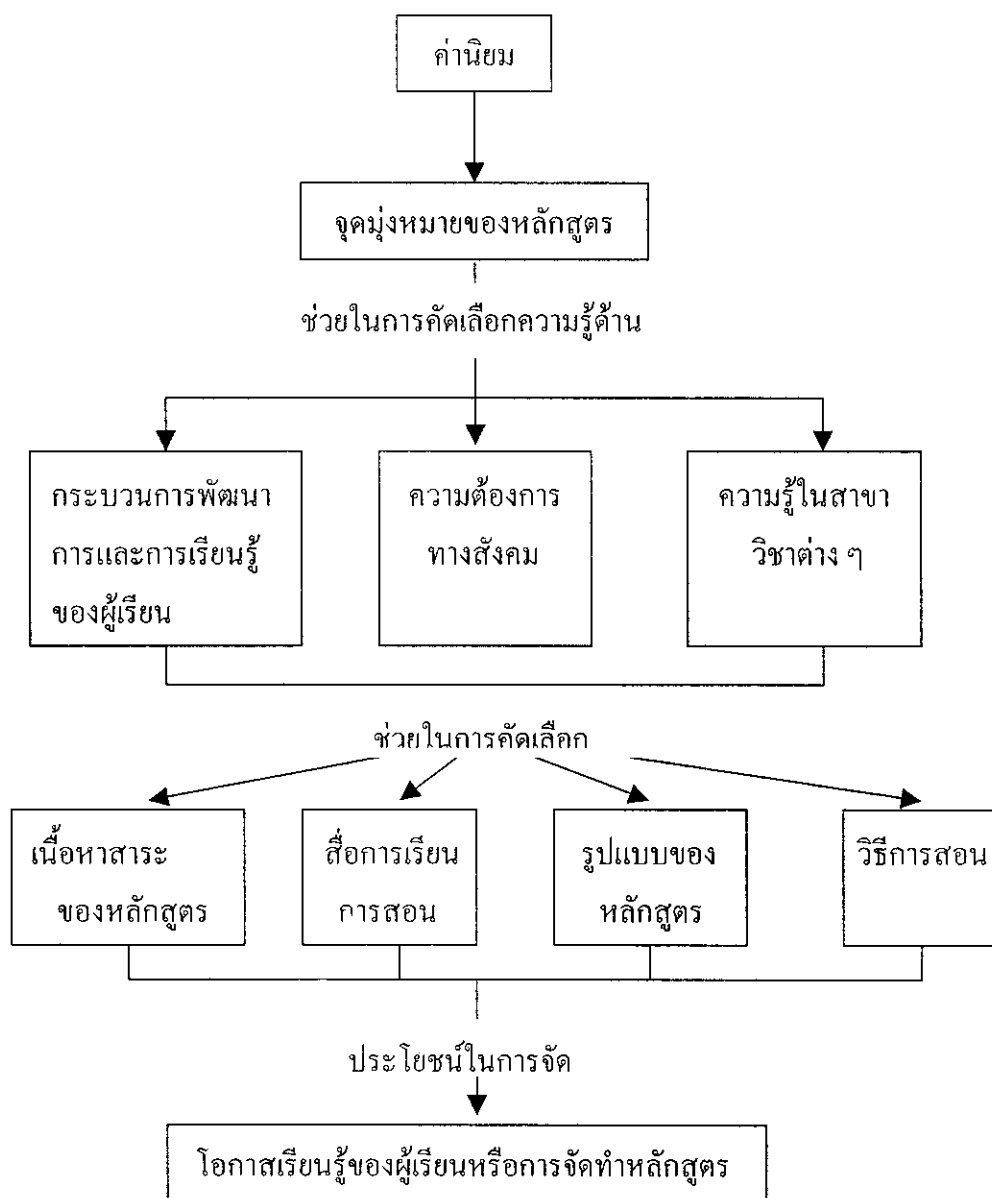 ค่านิยม
จุดมุ่งหมายของหลักสูตร
ช่วยในการคัดเลือกความรู้ด้าน
กระบวนการพัฒนา
การและการเรียนรู้
ของผู้เรียน
ความต้องการ
ทางสังคม
ความรู้ในสาขา
วิชาต่าง ๆ
ช่วยในการคัดเลือก
เนื้อหาสาระ
ของหลักสูตร
สื่อการเรียน
การสอน
รูปแบบของ
หลักสูตร
วิธีการสอน
ประโยชน์ในการจัด
โอกาสเรียนรู้ของผู้เรียนหรือการจัดทำหลักสูตร